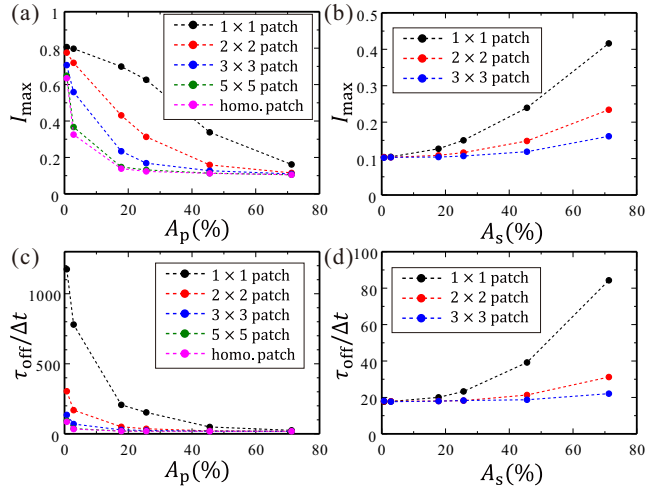 (a)
1
0.8
0.6
0.4
0.2
0
I_max
0 20 40 60 80
A_p(%)
1 × 1 patch
2 × 2 patch
3 × 3 patch
5 × 5 patch
homo. patch
(b)
0.5
0.4
0.3
0.2
0.1
0
I_max
0 20 40 60 80
A_s(%)
1 × 1 patch
2 × 2 patch
3 × 3 patch
(c)
1000
500
0
τ_off/Δt
0 20 40 60 80
A_p(%)
1 × 1 patch
2 × 2 patch
3 × 3 patch
5 × 5 patch
homo. patch
(d)
100
80
60
40
20
0
τ_off/Δt
0 20 40 60 80
A_s(%)
1 × 1 patch
2 × 2 patch
3 × 3 patch